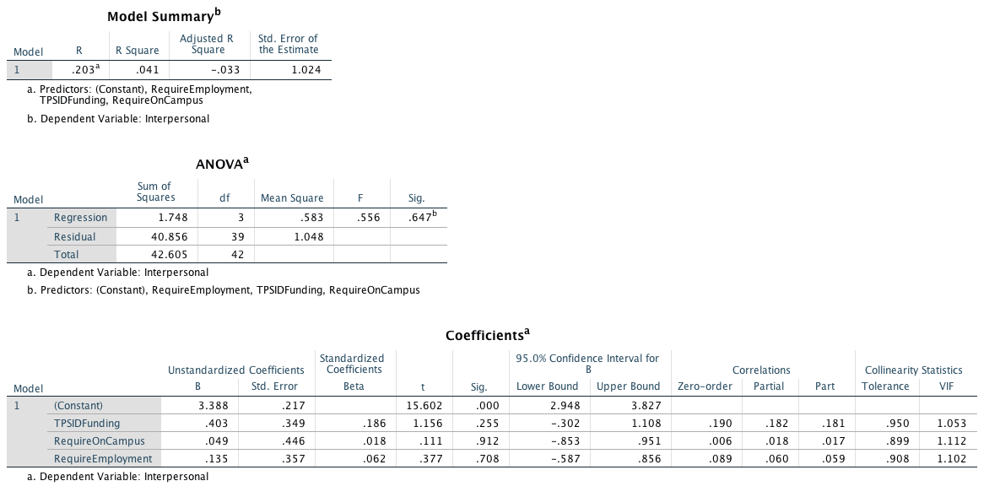 Model Summaryb
Model R R Square Adjusted R Square Std. Error of the Estimate
1 .203a .041 -.033 1.024
a. Predictors: (Constant), RequireEmployment,
TPSIDFunding, RequireOnCampus
b. Dependent Variable: Interpersonal
ANOVAa
Model Sum of Squares df Mean Square F Sig.
1 Regression 1.748 3 .583 .556 .647b
Residual 40.856 39 1.048
Total 42.605 42
a. Dependent Variable: Interpersonal
b. Predictors: (Constant), RequireEmployment, TPSIDFunding, RequireOnCampus
Coefficientsa
Unstandardized Coefficients Standardized Coefficients 95.0% Confidence Interval for B Correlations Collinearity Statistics
Model B Std. Error Beta t Sig. Lower Bound Upper Bound Zero-order Partial Part Tolerance VIF
1 (Constant) 3.388 .217 15.602 .000 2.948 3.827
TPSIDFunding .403 .349 .186 1.156 .255 -.302 1.108 .190 .182 .181 .950 1.053
RequireOnCampus .049 .446 .018 .111 .912 -.853 .951 .006 .018 .017 .899 1.112
RequireEmployment .135 .357 .062 .377 .708 -.587 .856 .089 .060 .059 .908 1.102
a. Dependent Variable: Interpersonal